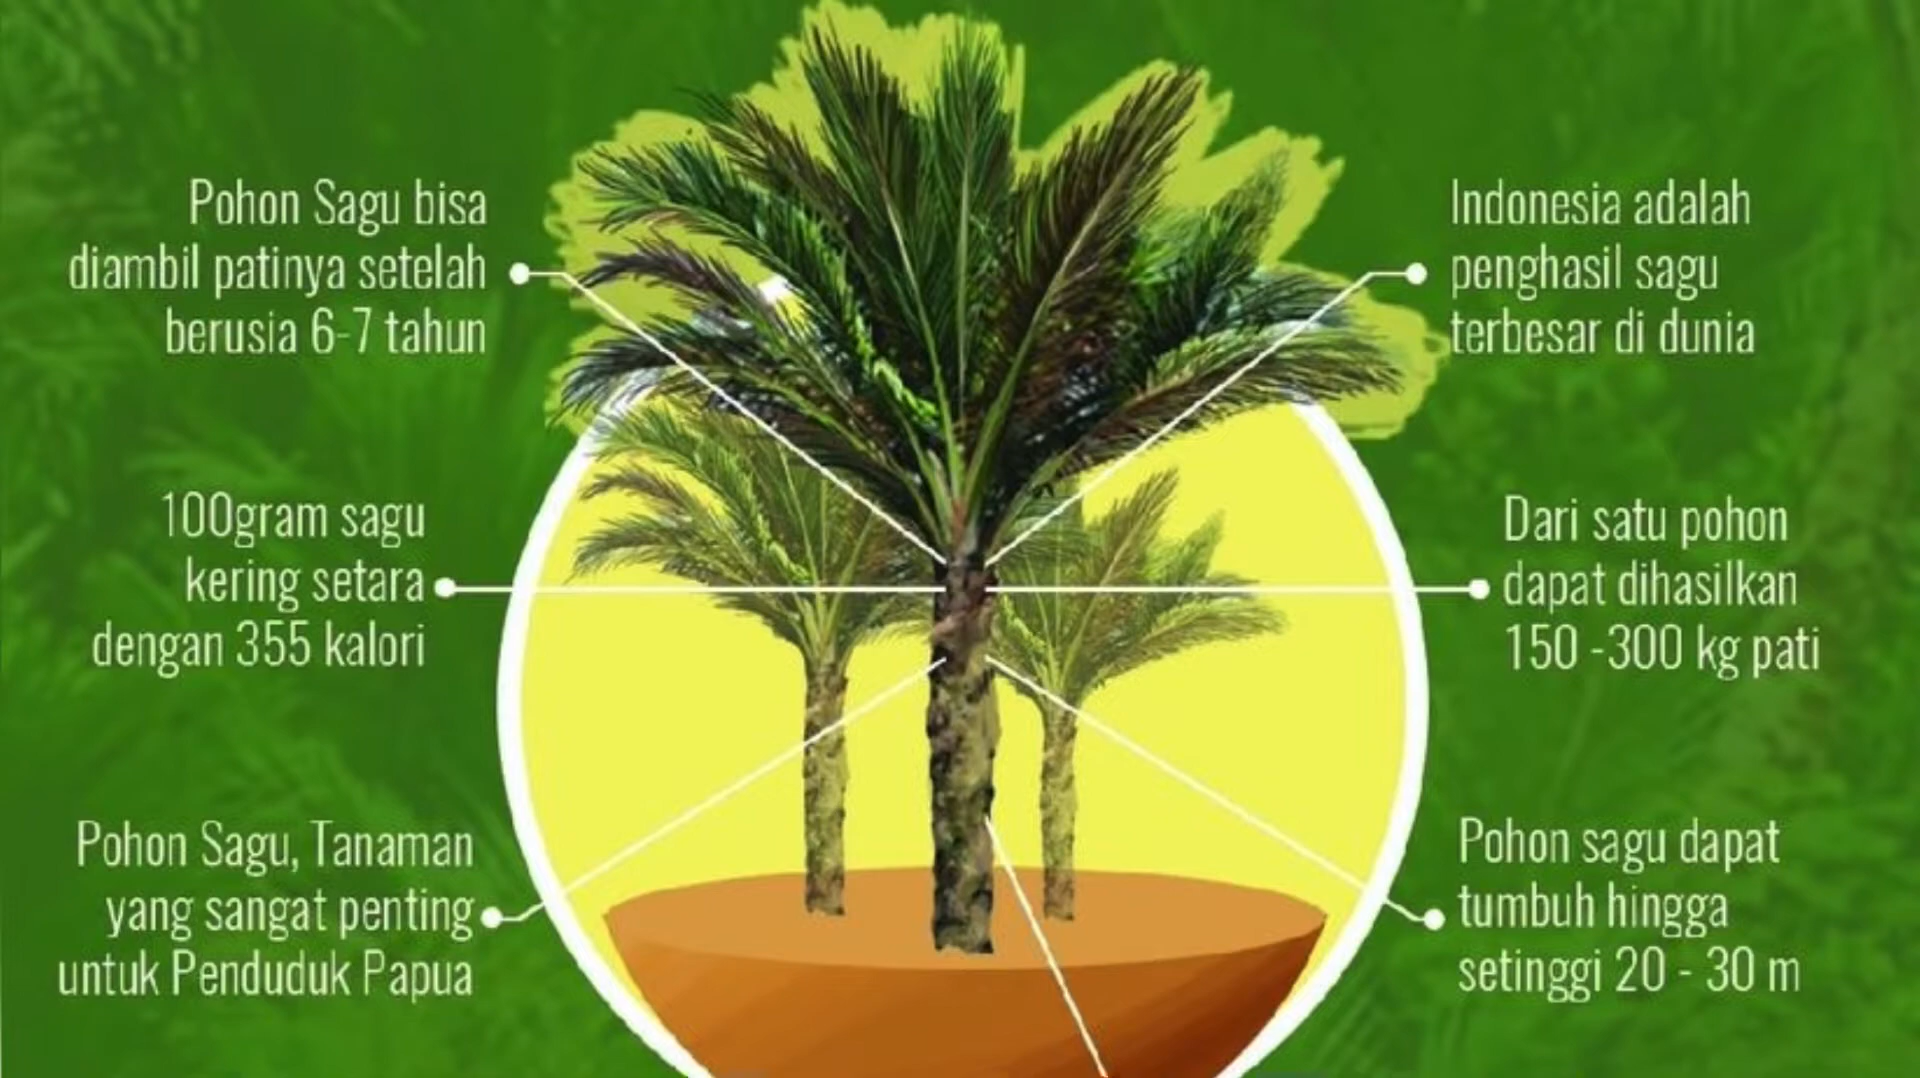 Pohon Sagu bisa
diambil patinya setelah
berusia 6-7 tahun
100gram sagu
kering setara
dengan 355 kalori
Pohon Sagu, Tanaman
yang sangat penting
untuk Penduduk Papua
Indonesia adalah
penghasil sagu
terbesar di dunia
Dari satu pohon
dapat dihasilkan
150 -300 kg pati
Pohon sagu dapat
tumbuh hingga
setinggi 20 - 30 m